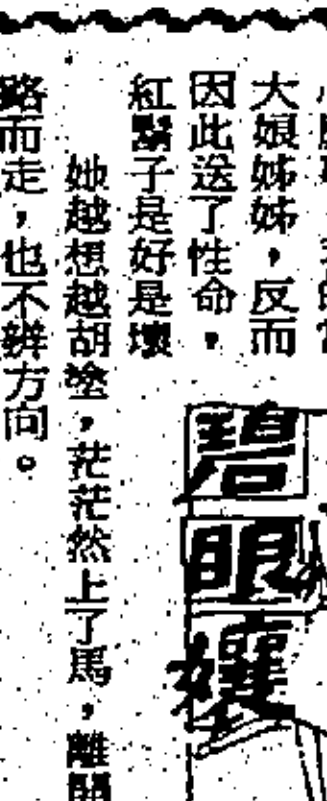 大娘姊姊，反而
因此送了性命，
紅鬍子是好是壞
她越想越胡塗，茫茫然上了馬，離開
路而走，也不辨方向。
碧眼孃